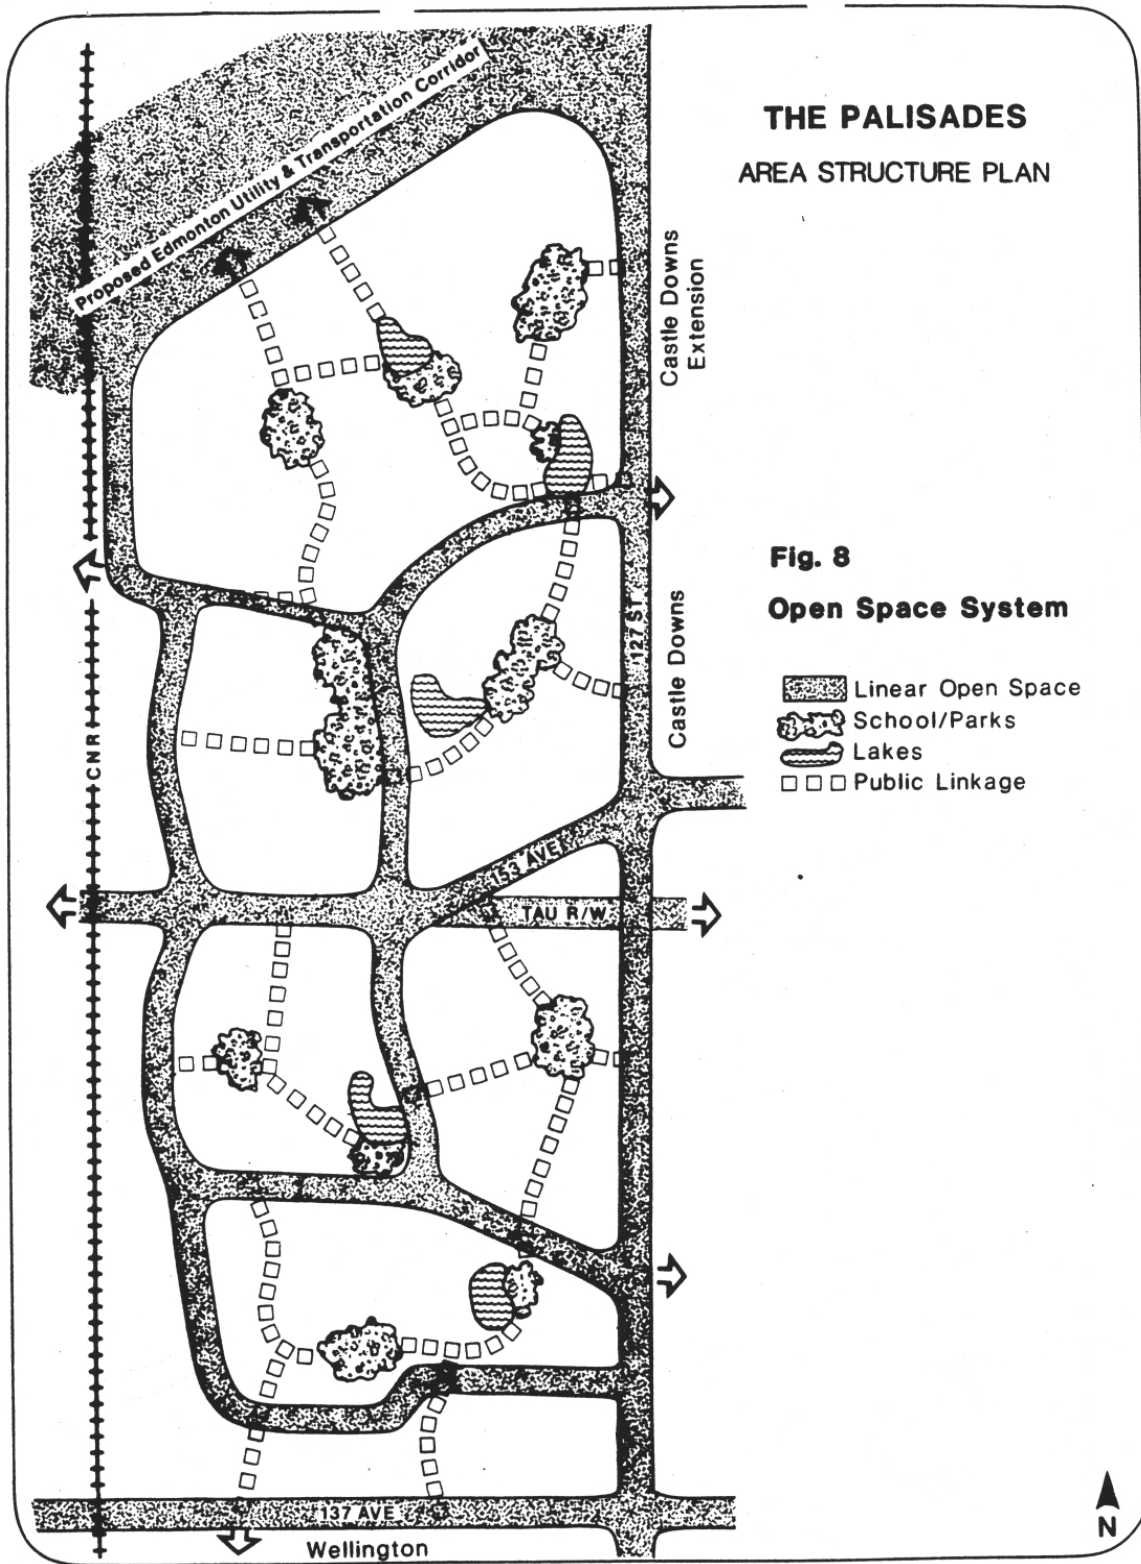 THE PALISADES
AREA STRUCTURE PLAN
Proposed Edmonton Utility & Transportation Corridor
Castle Downs
Extension
Fig. 8
Open Space System
127 ST
Castle Downs
Linear Open Space
School/Parks
Lakes
Public Linkage
CNR
153 AVE
TAU R/W
137 AVE
Wellington
N